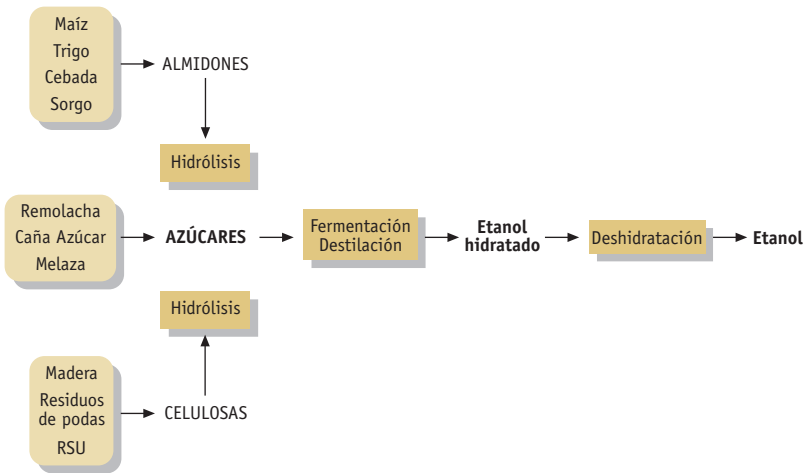 Maíz
Trigo
Cebada
Sorgo
ALMIDONES
Hidrólisis
Remolacha
Caña Azúcar
Melaza
AZÚCARES
Fermentación
Destilación
Etanol
hidratado
Deshidratación
Etanol
Hidrólisis
Madera
Residuos
de podas
RSU
CELULOSAS